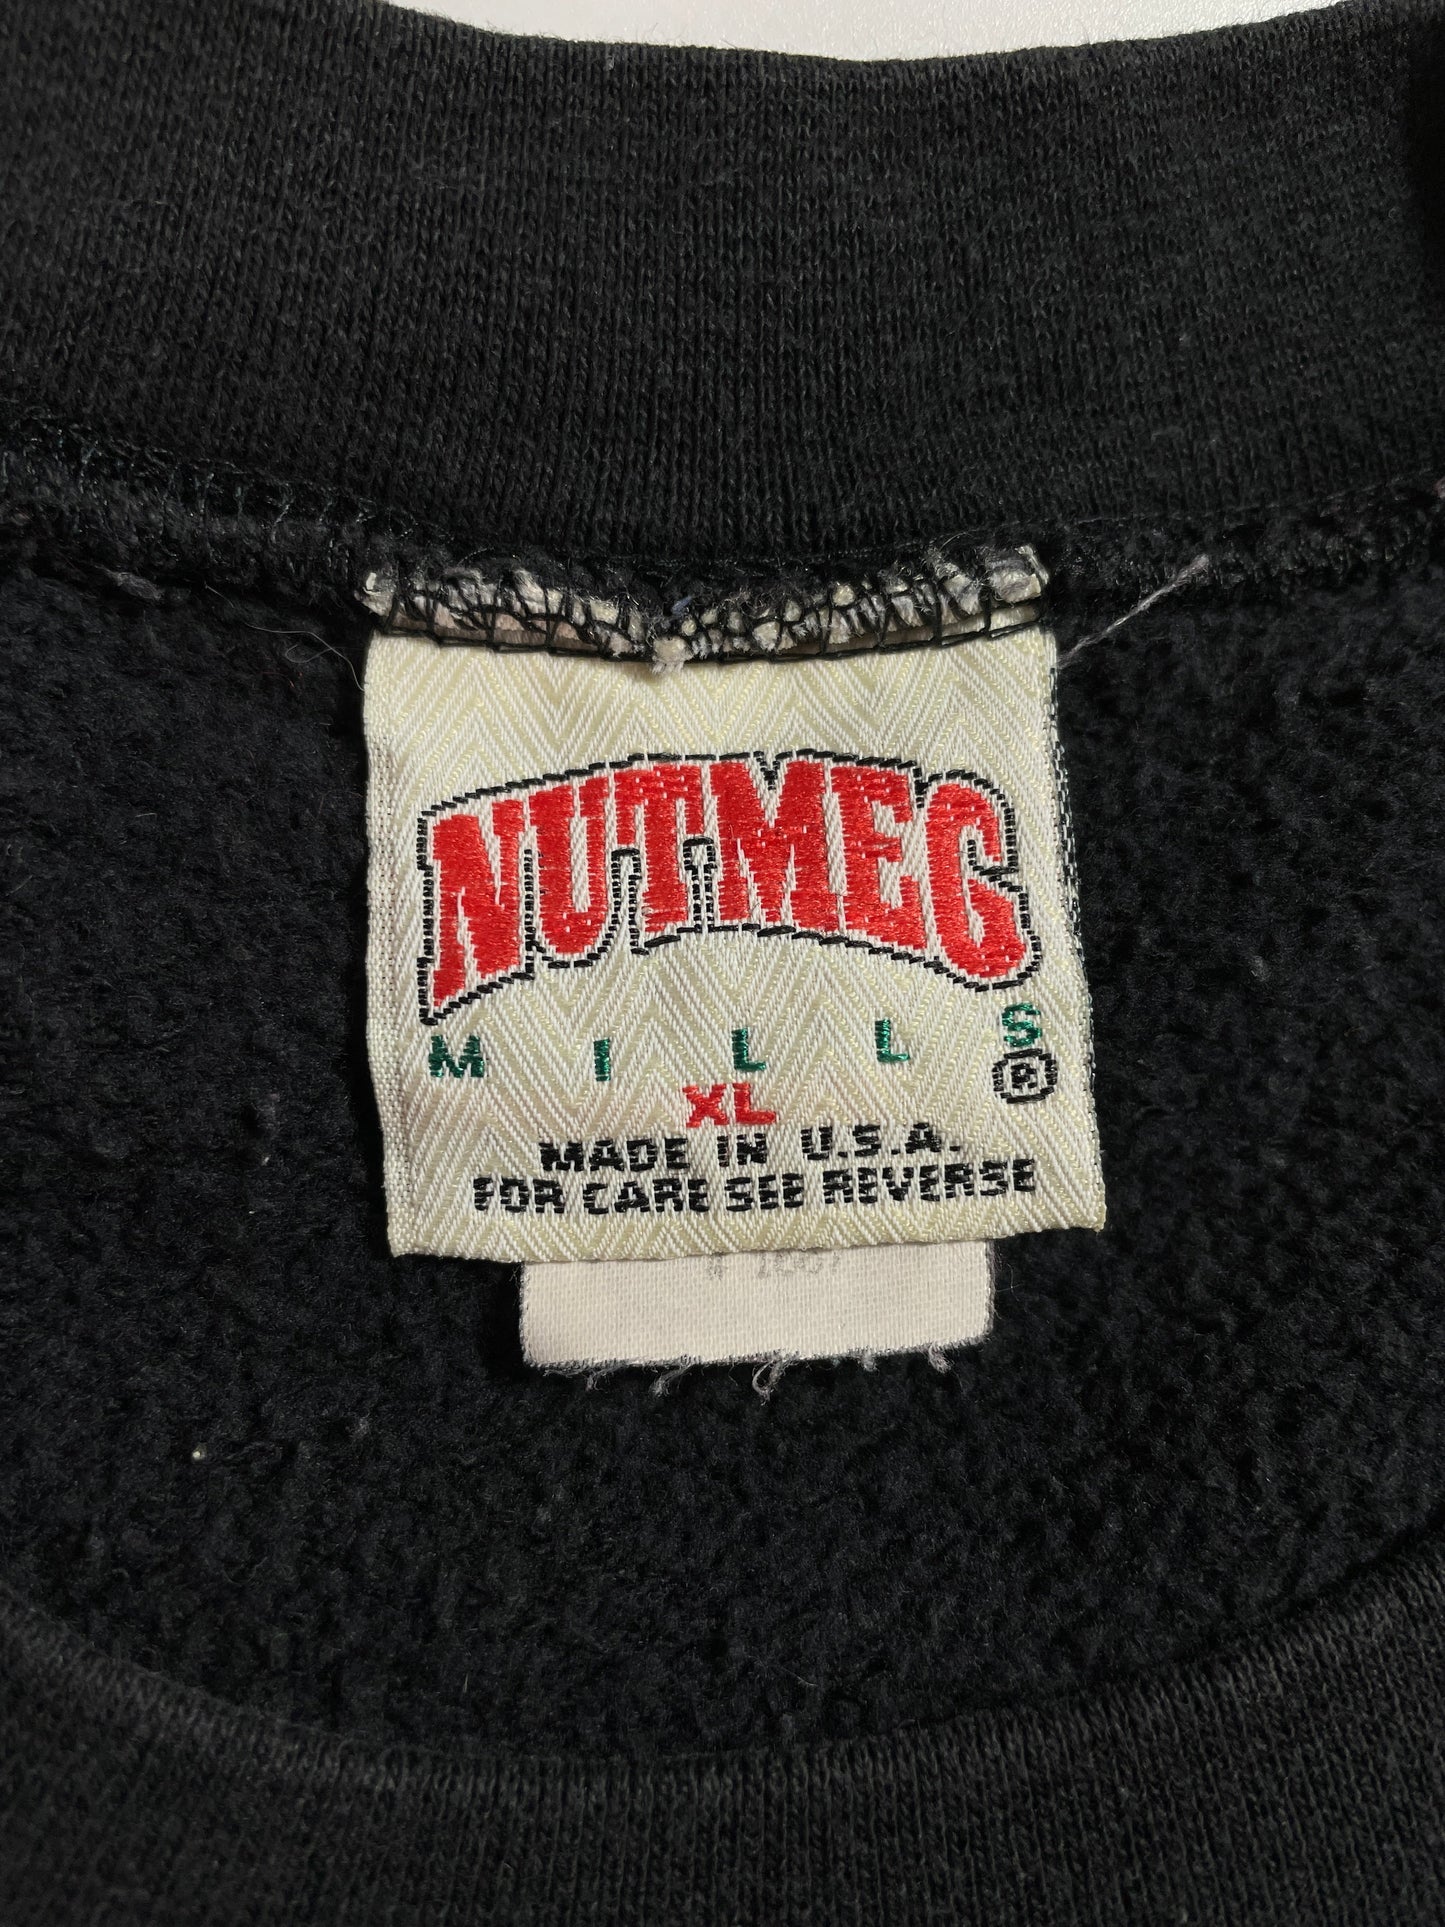 NUTMEG
MILLS
®
XL
MADE IN U.S.A.
FOR CARE SEE REVERSE